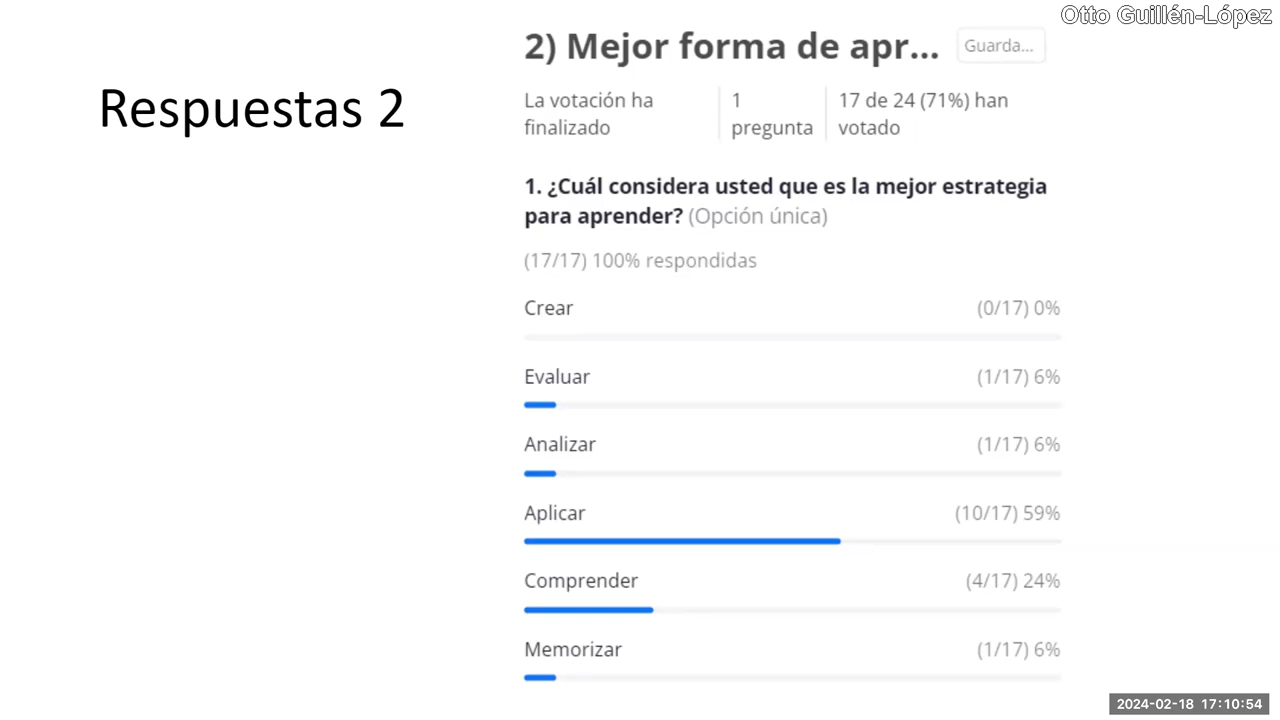 Otto Guillén-López
Respuestas 2
2) Mejor forma de apr...
Guarda...
La votación ha
finalizado
1
pregunta
17 de 24 (71%) han
votado
1. ¿Cuál considera usted que es la mejor estrategia
para aprender? (Opción única)
(17/17) 100% respondidas
Crear (0/17) 0%
Evaluar (1/17) 6%
Analizar (1/17) 6%
Aplicar (10/17) 59%
Comprender (4/17) 24%
Memorizar (1/17) 6%
2024-02-18 17:10:54